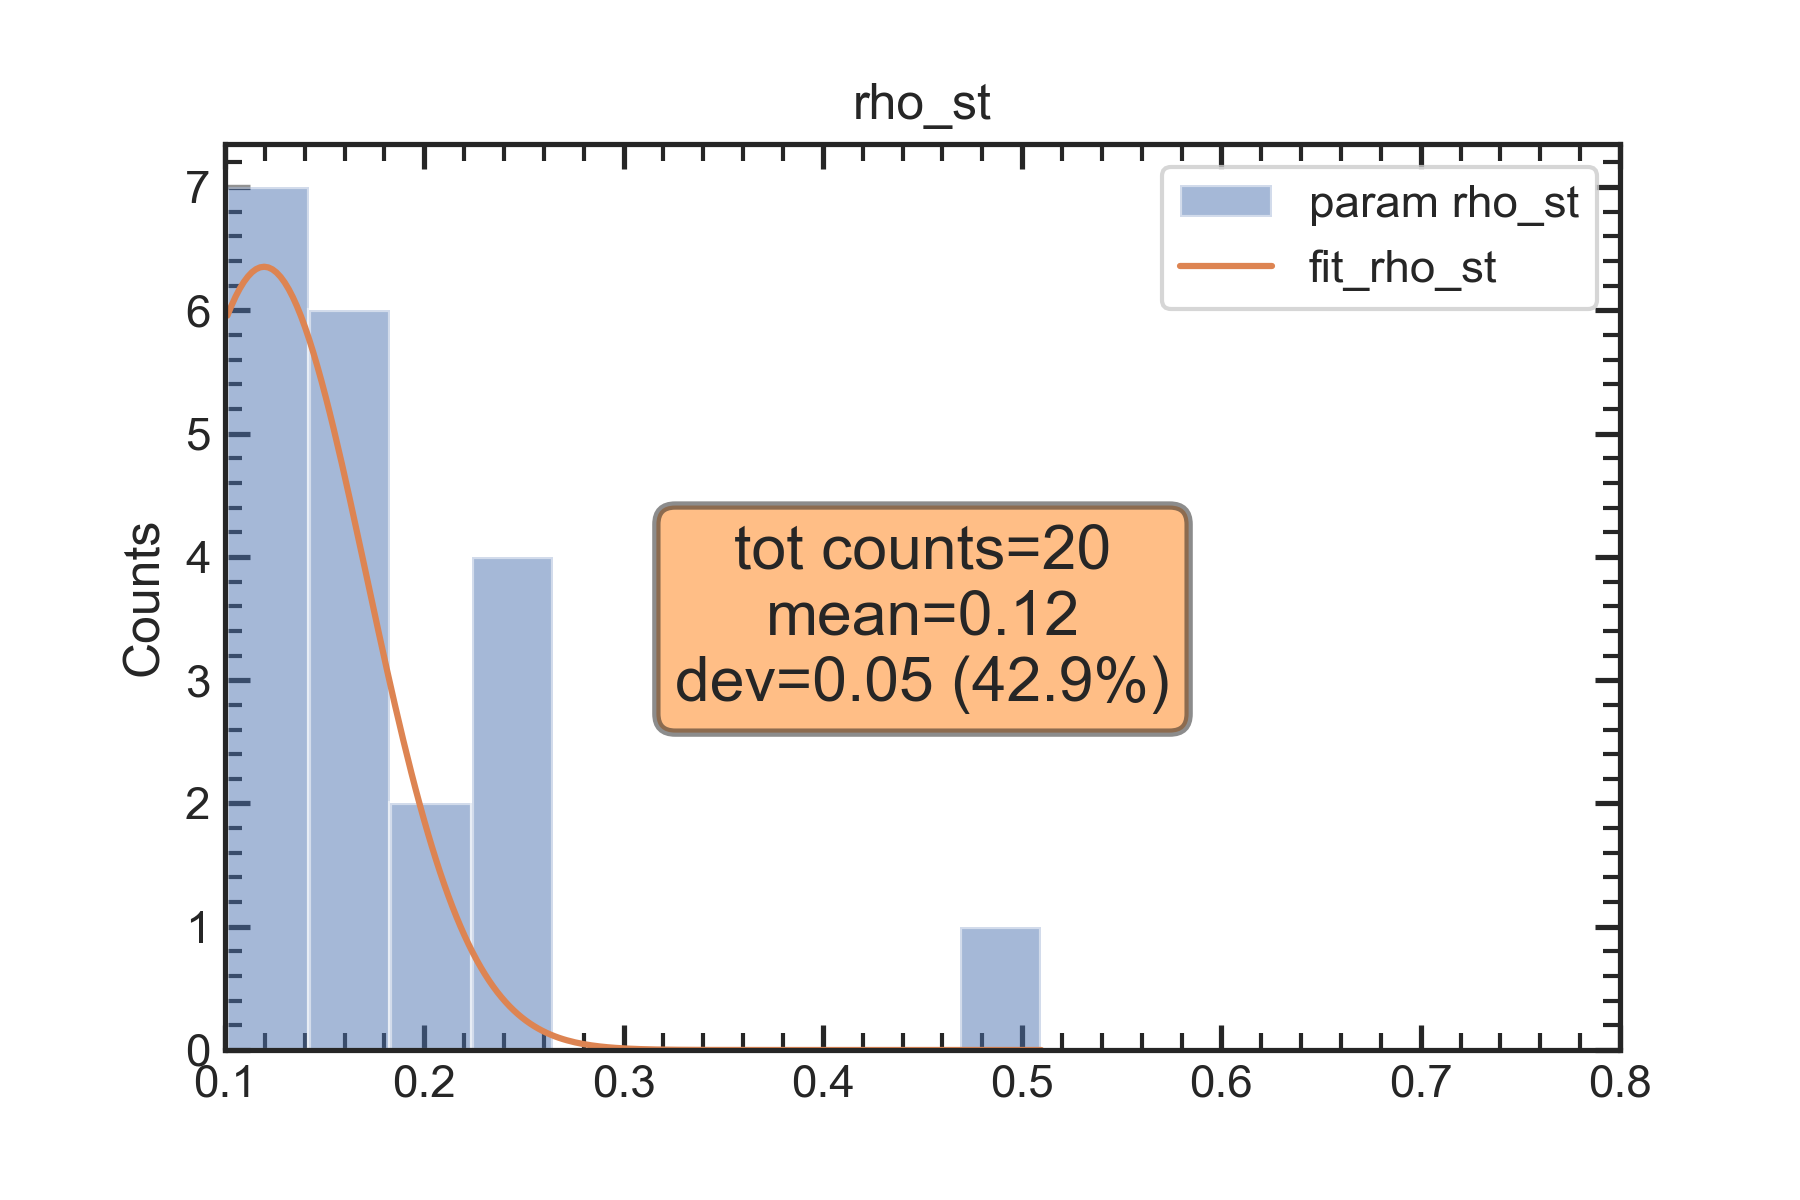 rho_st
param rho_st
fit_rho_st
Counts
7
6
5
4
3
2
1
0
tot counts=20
mean=0.12
dev=0.05 (42.9%)
0.1 0.2 0.3 0.4 0.5 0.6 0.7 0.8